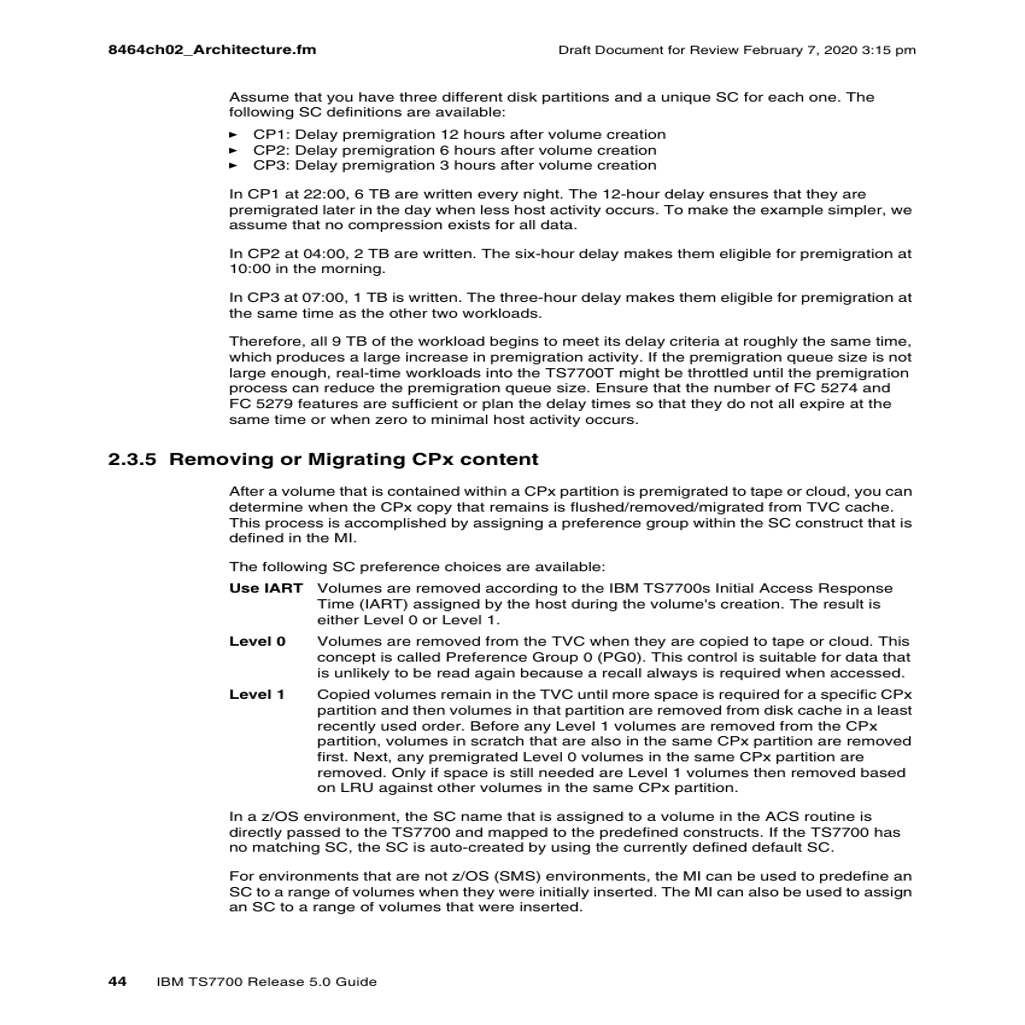 8464ch02_Architecture.fm
Draft Document for Review February 7, 2020 3:15 pm
Assume that you have three different disk partitions and a unique SC for each one. The
following SC definitions are available:
► CP1: Delay premigration 12 hours after volume creation
► CP2: Delay premigration 6 hours after volume creation
► CP3: Delay premigration 3 hours after volume creation
In CP1 at 22:00, 6 TB are written every night. The 12-hour delay ensures that they are
premigrated later in the day when less host activity occurs. To make the example simpler, we
assume that no compression exists for all data.
In CP2 at 04:00, 2 TB are written. The six-hour delay makes them eligible for premigration at
10:00 in the morning.
In CP3 at 07:00, 1 TB is written. The three-hour delay makes them eligible for premigration at
the same time as the other two workloads.
Therefore, all 9 TB of the workload begins to meet its delay criteria at roughly the same time,
which produces a large increase in premigration activity. If the premigration queue size is not
large enough, real-time workloads into the TS7700T might be throttled until the premigration
process can reduce the premigration queue size. Ensure that the number of FC 5274 and
FC 5279 features are sufficient or plan the delay times so that they do not all expire at the
same time or when zero to minimal host activity occurs.
2.3.5 Removing or Migrating CPx content
After a volume that is contained within a CPx partition is premigrated to tape or cloud, you can
determine when the CPx copy that remains is flushed/removed/migrated from TVC cache.
This process is accomplished by assigning a preference group within the SC construct that is
defined in the MI.
The following SC preference choices are available:
Use IART Volumes are removed according to the IBM TS7700s Initial Access Response
Time (IART) assigned by the host during the volume's creation. The result is
either Level 0 or Level 1.
Level 0 Volumes are removed from the TVC when they are copied to tape or cloud. This
concept is called Preference Group 0 (PG0). This control is suitable for data that
is unlikely to be read again because a recall always is required when accessed.
Level 1 Copied volumes remain in the TVC until more space is required for a specific CPx
partition and then volumes in that partition are removed from disk cache in a least
recently used order. Before any Level 1 volumes are removed from the CPx
partition, volumes in scratch that are also in the same CPx partition are removed
first. Next, any premigrated Level 0 volumes in the same CPx partition are
removed. Only if space is still needed are Level 1 volumes then removed based
on LRU against other volumes in the same CPx partition.
In a z/OS environment, the SC name that is assigned to a volume in the ACS routine is
directly passed to the TS7700 and mapped to the predefined constructs. If the TS7700 has
no matching SC, the SC is auto-created by using the currently defined default SC.
For environments that are not z/OS (SMS) environments, the MI can be used to predefine an
SC to a range of volumes when they were initially inserted. The MI can also be used to assign
an SC to a range of volumes that were inserted.
44 IBM TS7700 Release 5.0 Guide